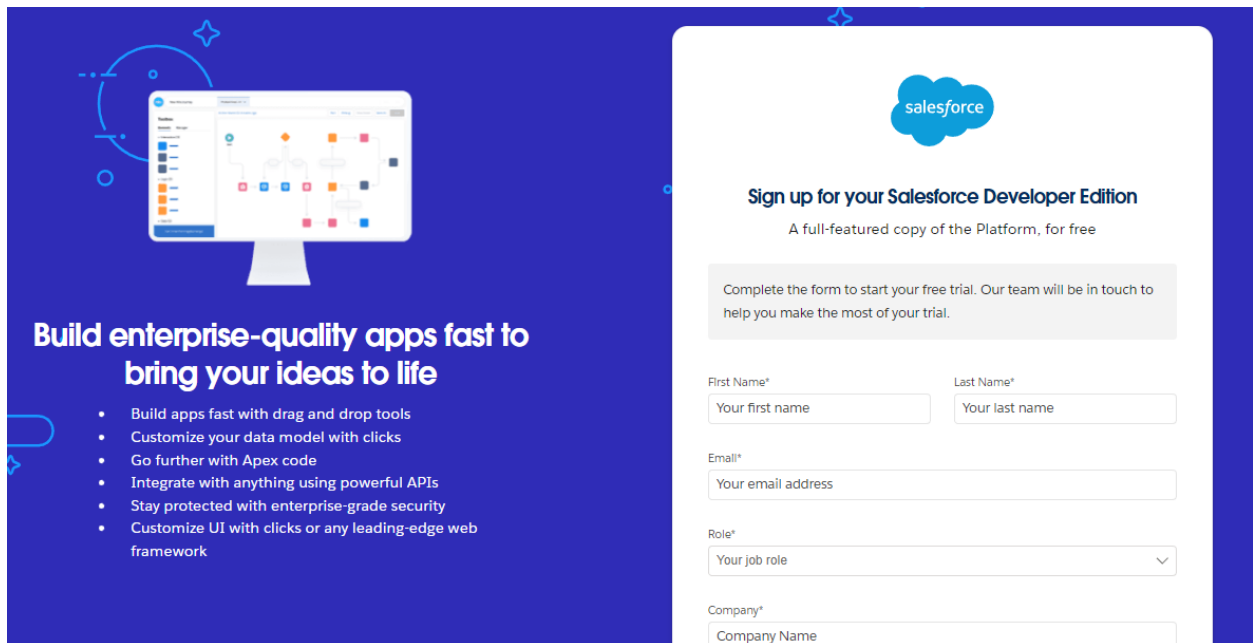 Build enterprise-quality apps fast to
bring your ideas to life
• Build apps fast with drag and drop tools
• Customize your data model with clicks
• Go further with Apex code
• Integrate with anything using powerful APIs
• Stay protected with enterprise-grade security
• Customize UI with clicks or any leading-edge web
framework
salesforce
Sign up for your Salesforce Developer Edition
A full-featured copy of the Platform, for free
Complete the form to start your free trial. Our team will be in touch to
help you make the most of your trial.
First Name* Last Name*
Your first name Your last name
Email*
Your email address
Role*
Your job role
Company*
Company Name